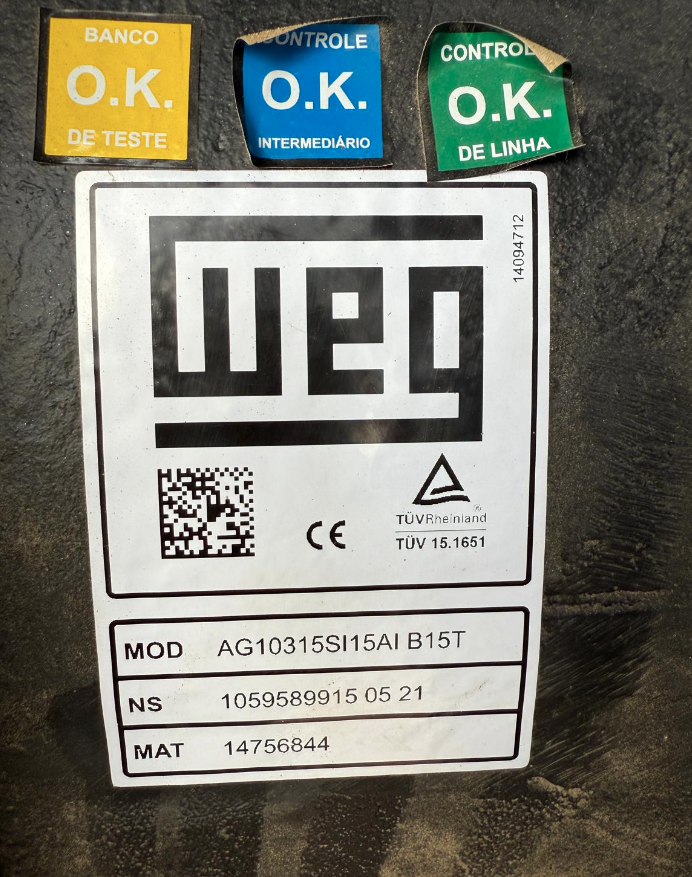 BANCO
O.K.
DE TESTE
CONTROLE
O.K.
INTERMEDIÁRIO
CONTROL
O.K.
DE LINHA
14094712
weg
TÜVRheinland®
CE
TÜV 15.1651
MOD AG10315SI15AI B15T
NS 1059589915 05 21
MAT 14756844